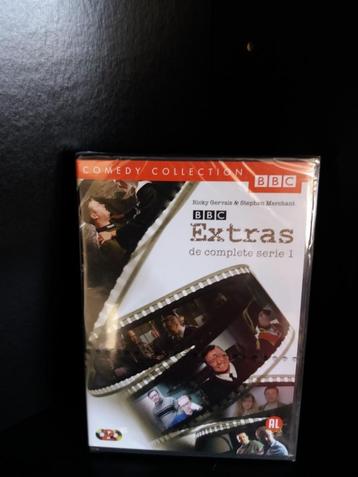 COMEDY COLLECTION BBC
Ricky Gervais & Stephen Merchant
BBC
Extras
de complete serie 1
AL